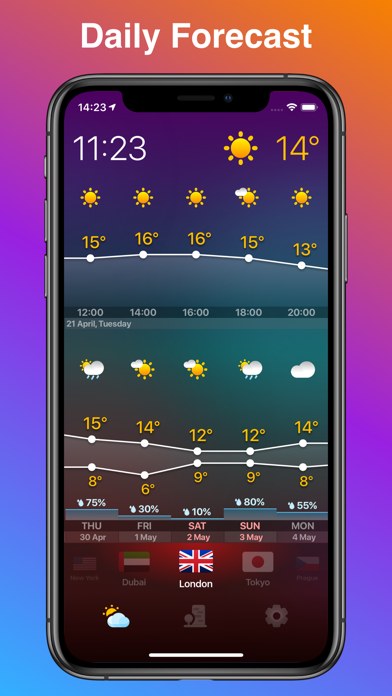 Daily Forecast
14:23
11:23 14°
15° 16° 16° 15° 13°
12:00 14:00 16:00 18:00 20:00
21 April, Tuesday
15° 14° 12° 12° 14°
8° 6° 9° 9° 8°
75% 30% 10% 80% 55%
THU FRI SAT SUN MON
30 Apr 1 May 2 May 3 May 4 May
New York Dubai London Tokyo Prague